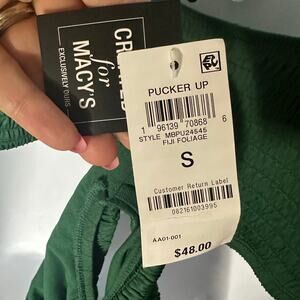 CREATED
for
MACY'S
EXCLUSIVELY OURS
PUCKER UP
1 96139 70868 6
STYLE MBPU24545
FIJI FOLIAGE
S
Customer Return Label
082161003995
AA01-001
$48.00